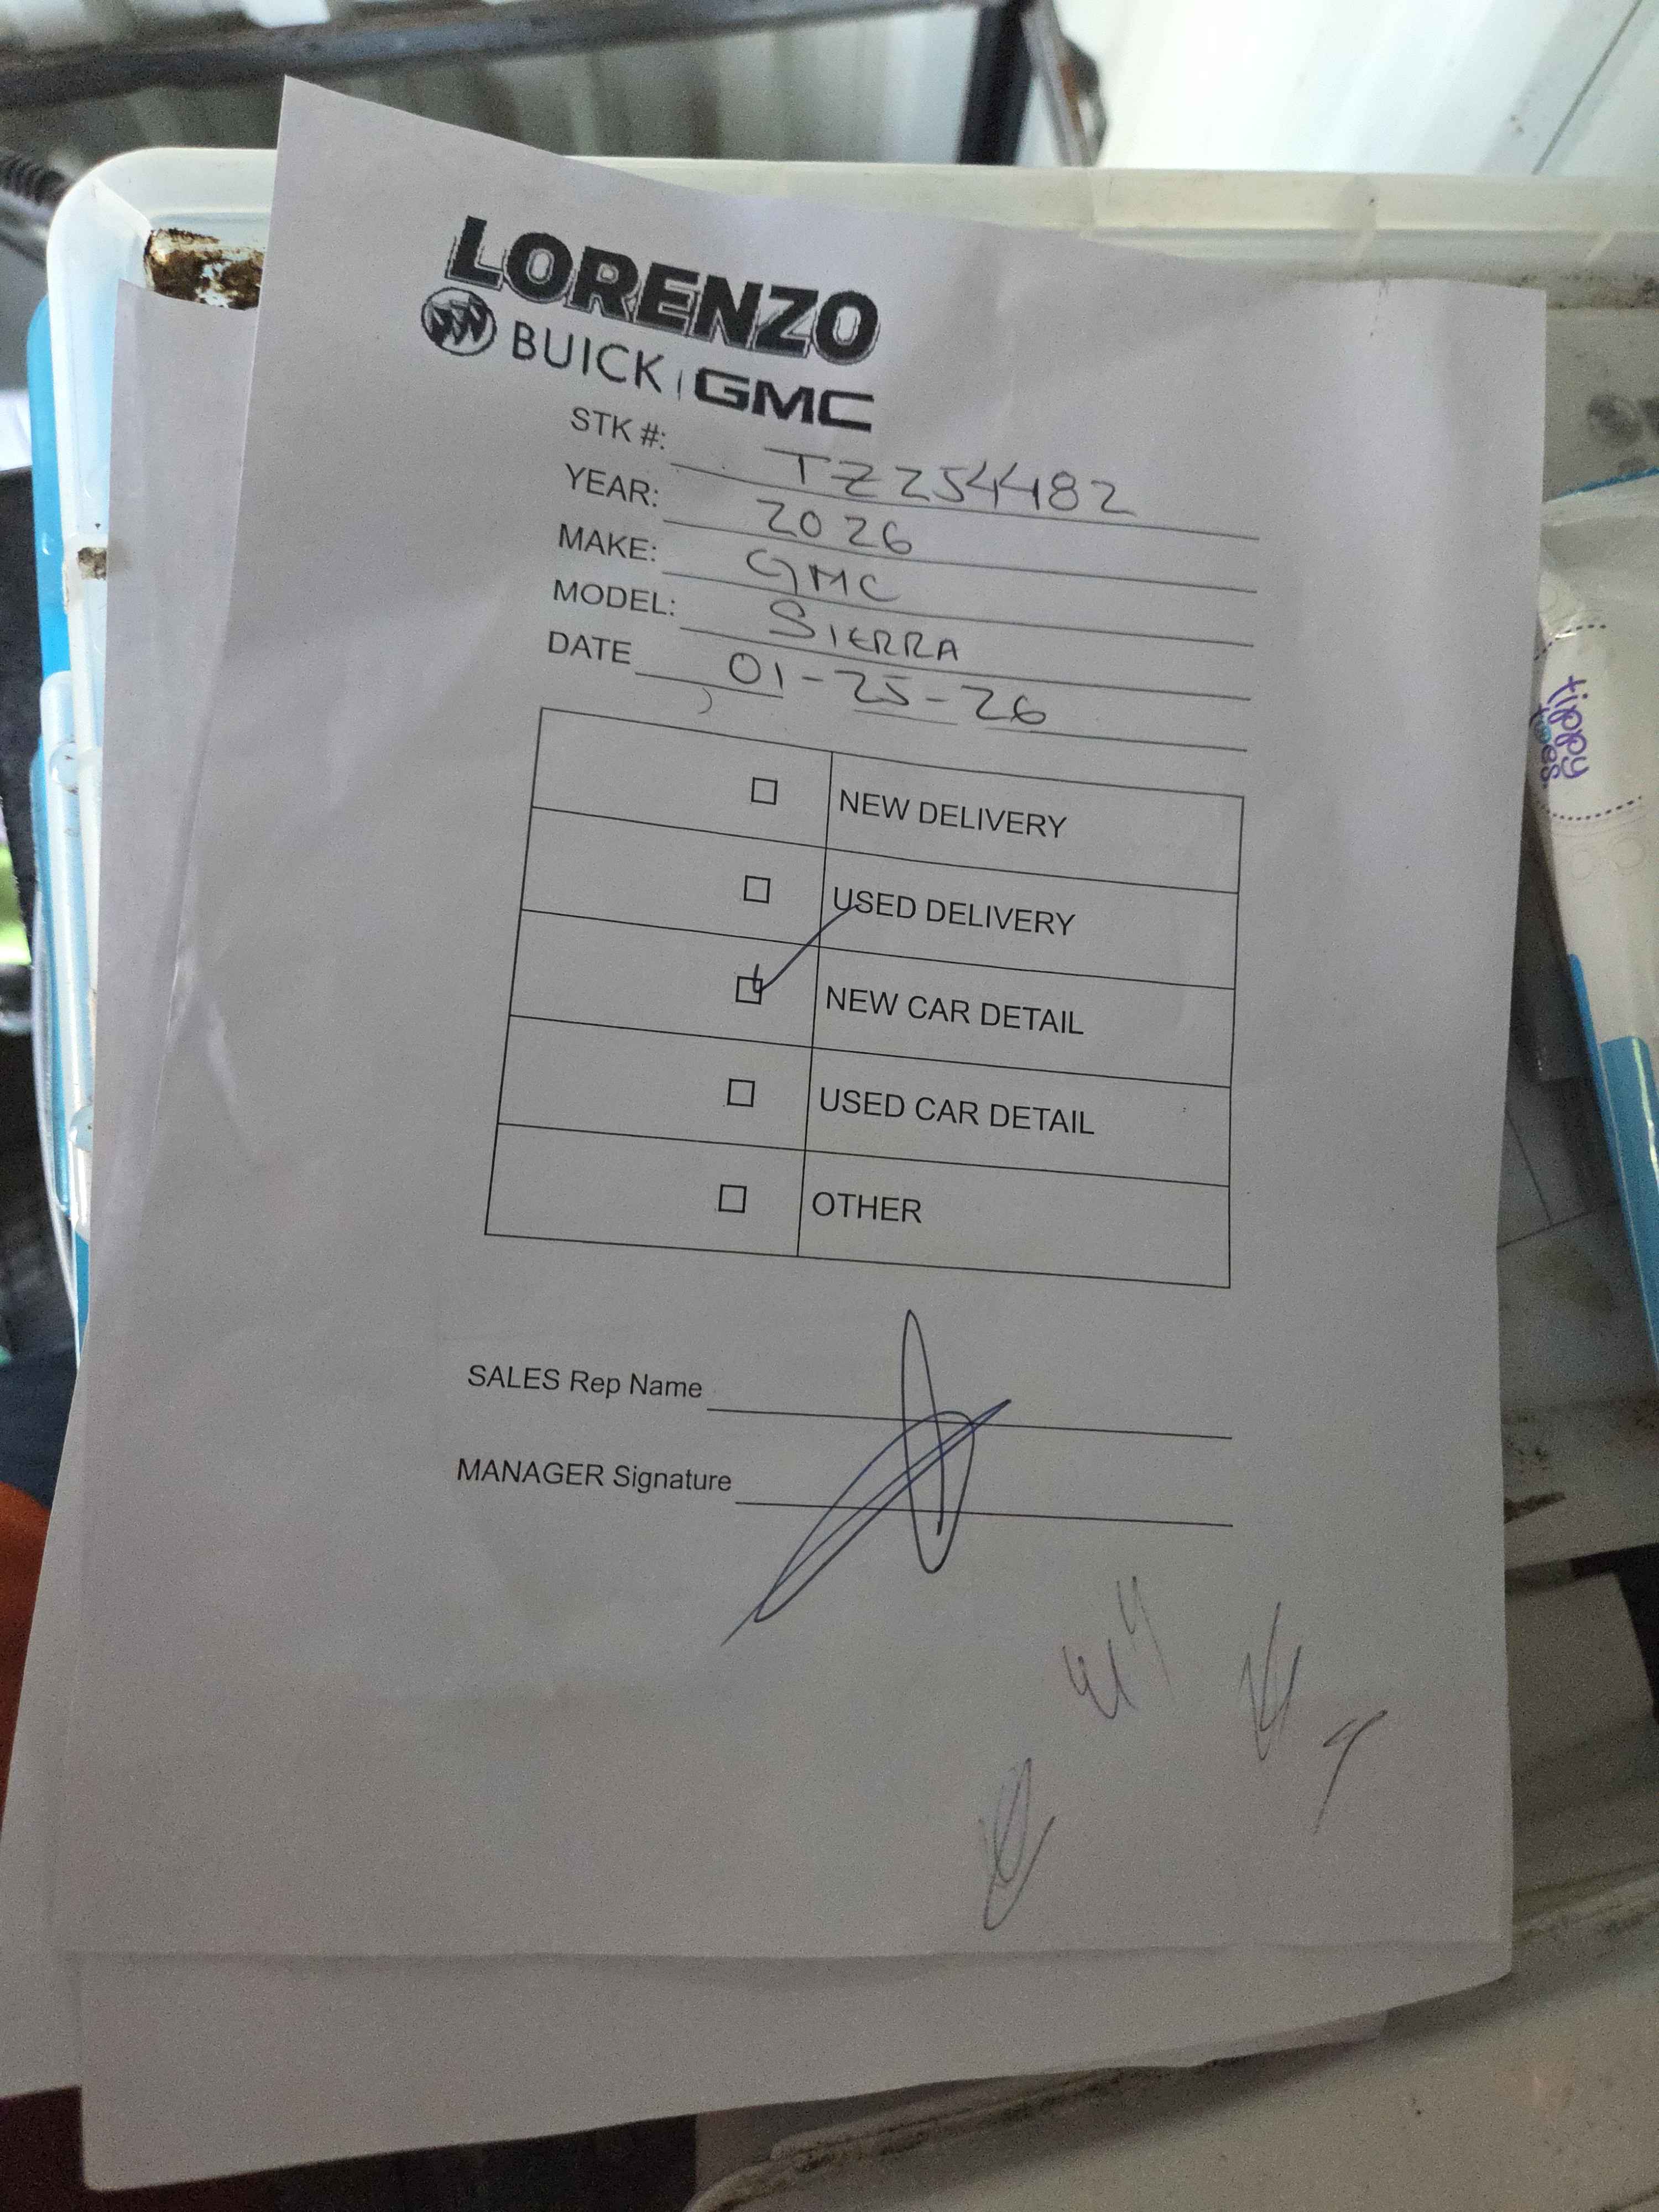 LORENZO
BUICK | GMC
STK #: TZ254482
YEAR: 2026
MAKE: GMC
MODEL: SIERRA
DATE 01-25-26
NEW DELIVERY
USED DELIVERY
NEW CAR DETAIL
USED CAR DETAIL
OTHER
SALES Rep Name
MANAGER Signature
tippy
toes